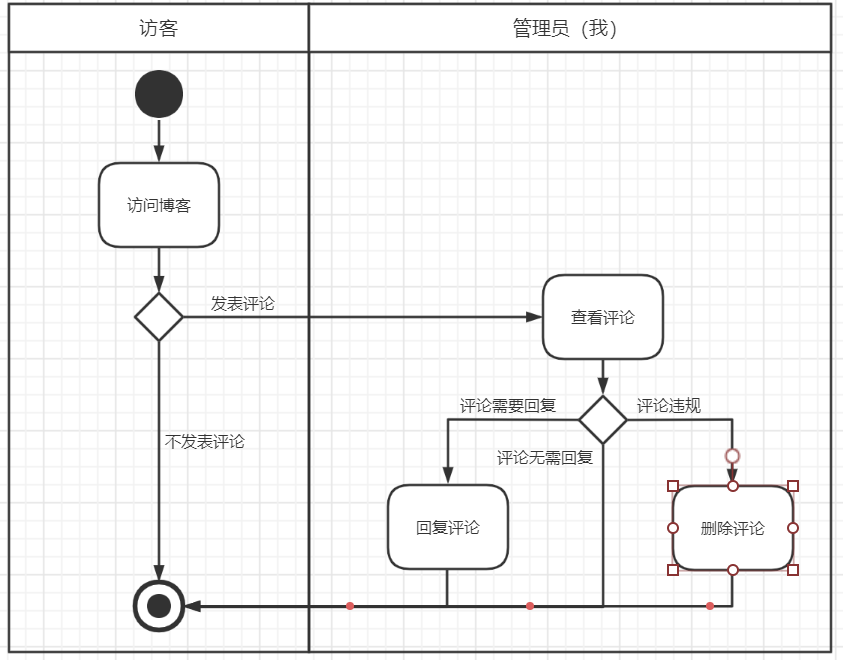 访客
管理员（我）
访问博客
发表评论
查看评论
评论需要回复
评论违规
不发表评论
评论无需回复
回复评论
删除评论